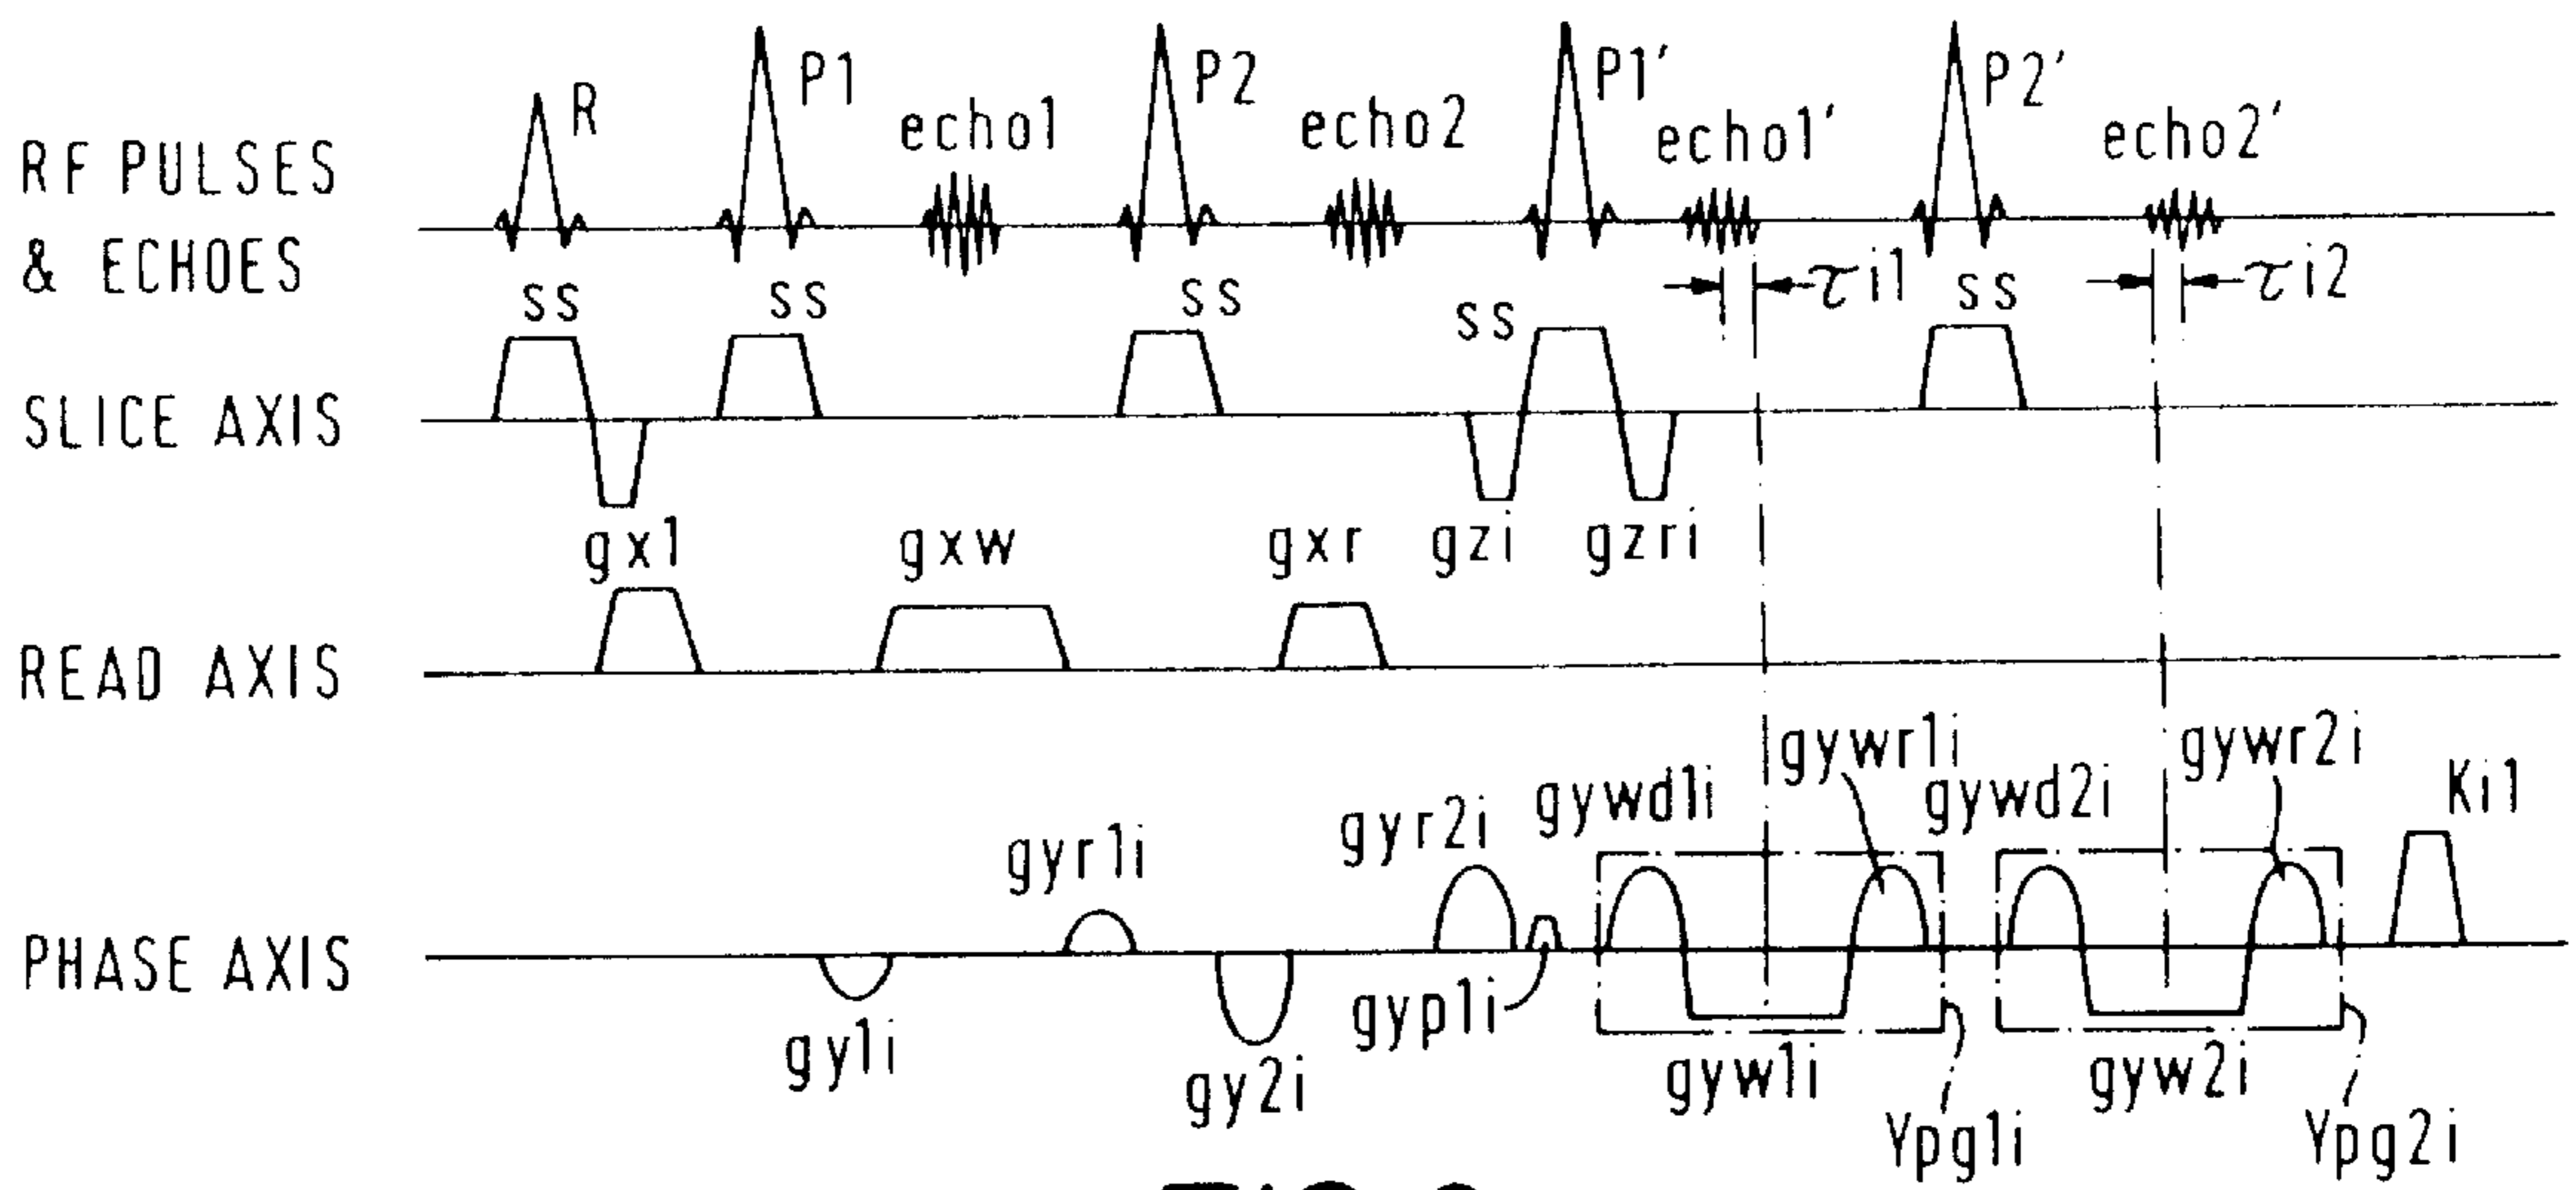 RF PULSES
& ECHOES
R
P1
echo1
P2
echo2
P1′
echo1′
P2′
echo2′
τi1
τi2
SLICE AXIS
ss
ss
ss
ss
ss
gzi
gzri
READ AXIS
gx1
gxw
gxr
PHASE AXIS
gy1i
gyr1i
gy2i
gyr2i
gyp1i
gywd1i
gywr1i
gyw1i
Ypg1i
gywd2i
gywr2i
gyw2i
Ypg2i
Ki1